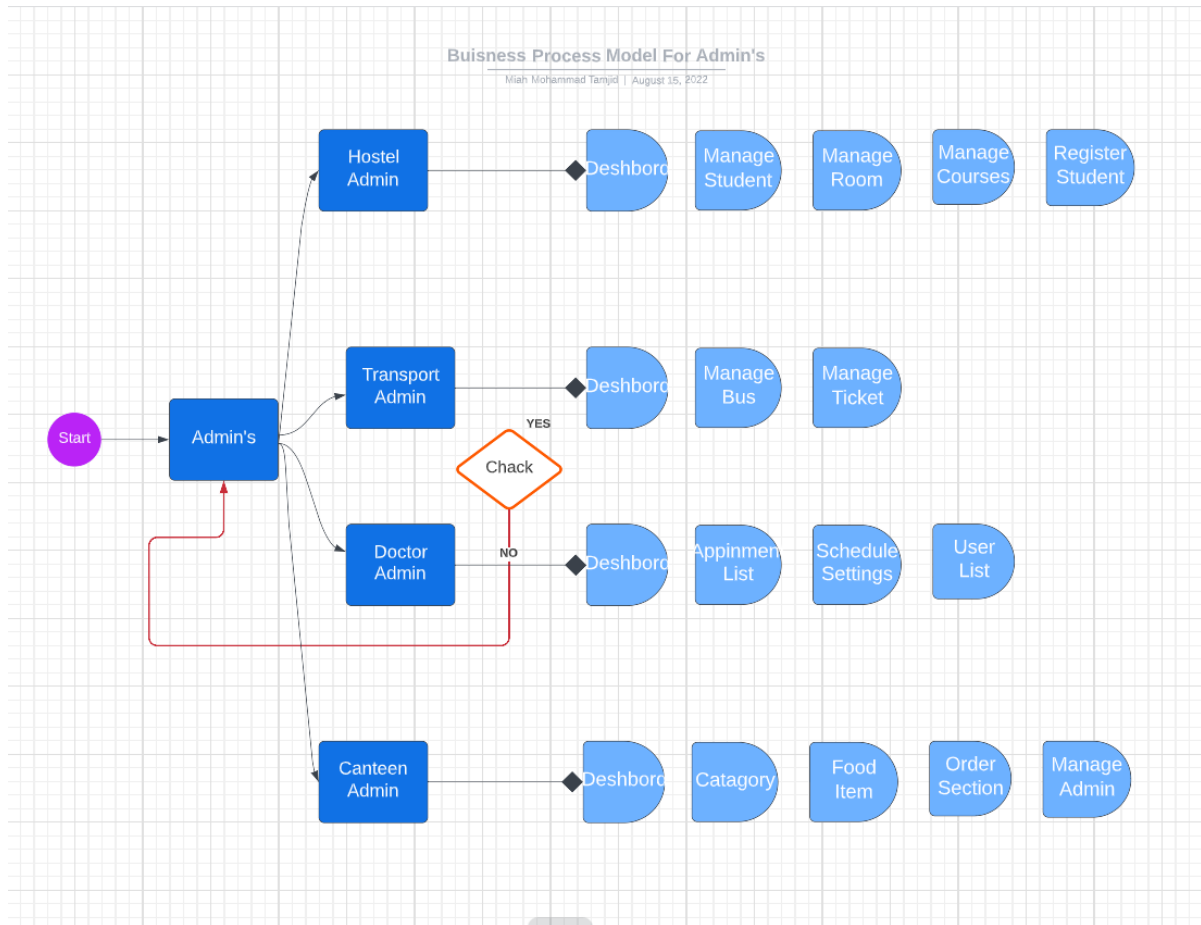 Buisness Process Model For Admin's
Miah Mohammad Tamjid | August 15, 2022
Hostel
Admin
Deshbord
Manage
Student
Manage
Room
Manage
Courses
Register
Student
Transport
Admin
Deshbord
Manage
Bus
Manage
Ticket
Start
Admin's
YES
Chack
NO
Doctor
Admin
Deshbord
Appinmen
List
Schedule
Settings
User
List
Canteen
Admin
Deshbord
Catagory
Food
Item
Order
Section
Manage
Admin